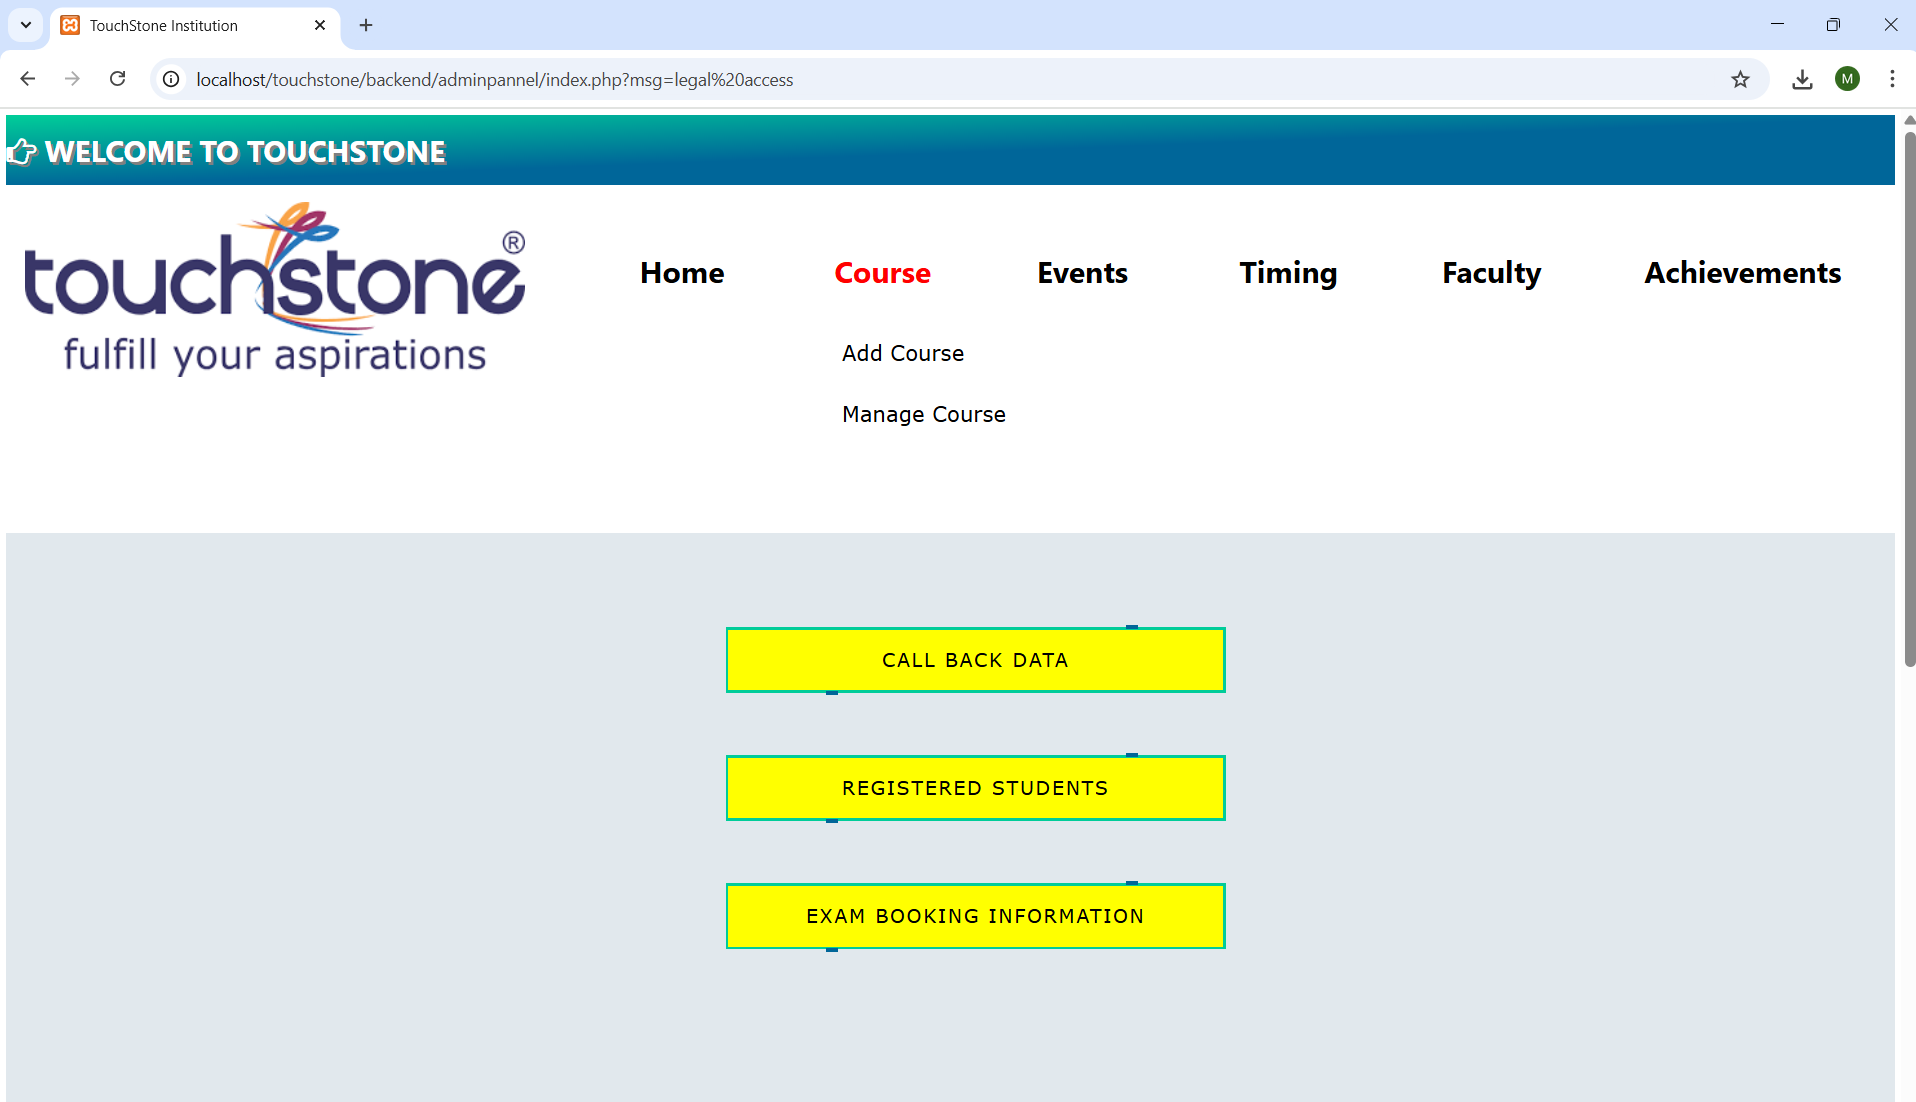 TouchStone Institution
localhost/touchstone/backend/adminpannel/index.php?msg=legal%20access
M
WELCOME TO TOUCHSTONE
touchstone®
fulfill your aspirations
Home Course Events Timing Faculty Achievements
Add Course
Manage Course
CALL BACK DATA
REGISTERED STUDENTS
EXAM BOOKING INFORMATION